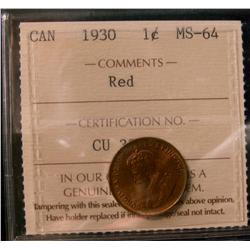 CAN 1930 1¢ MS-64
— COMMENTS —
Red
— CERTIFICATION NO. —
CU
IN OUR
GENUIN
Tampering with this seal above opinion,
Have holder replaced if seal not intact.